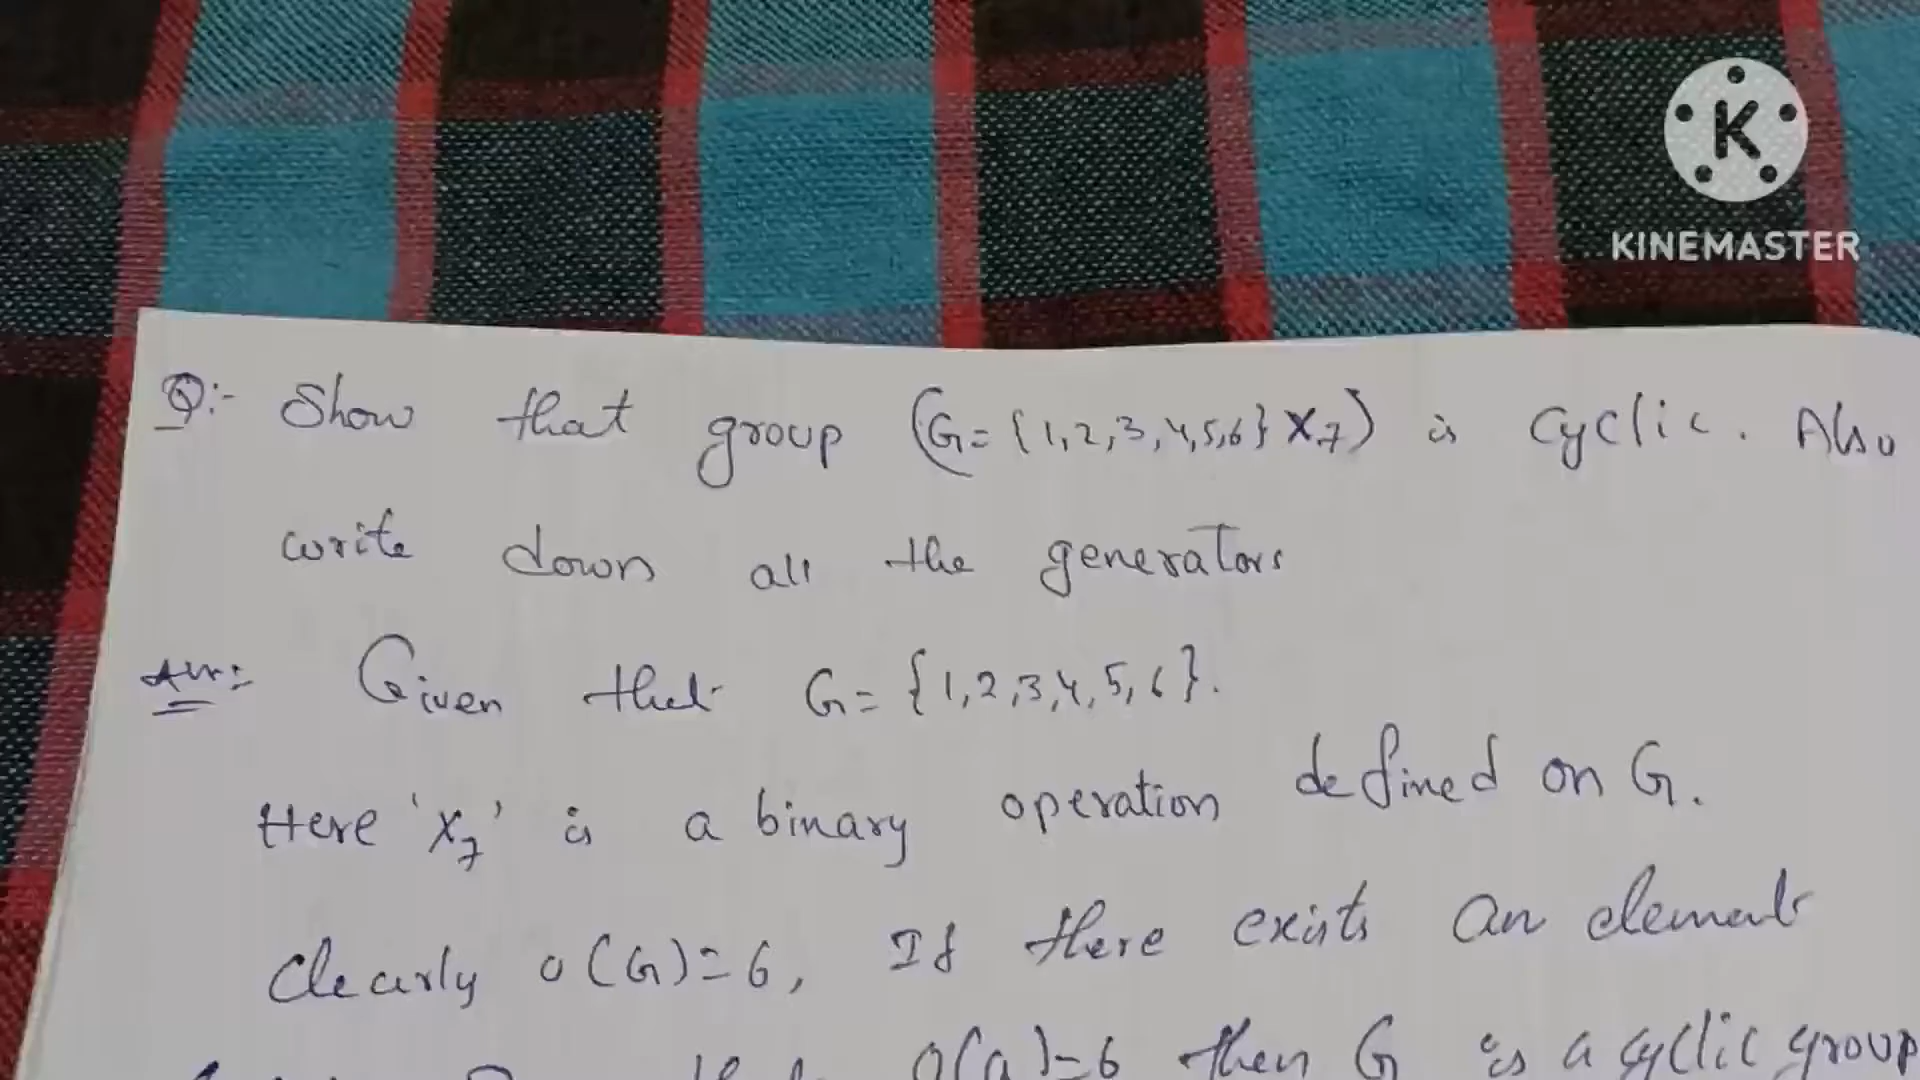 K
KINEMASTER
Q:- Show that group (G = {1,2,3,4,5,6} X₇) is cyclic. Also
write down all the generators
Ans: Given that G = {1,2,3,4,5,6}.
Here 'X₇' is a binary operation defined on G.
Clearly o(G) = 6, If there exists an element
O(a) = 6 then G is a cyclic group